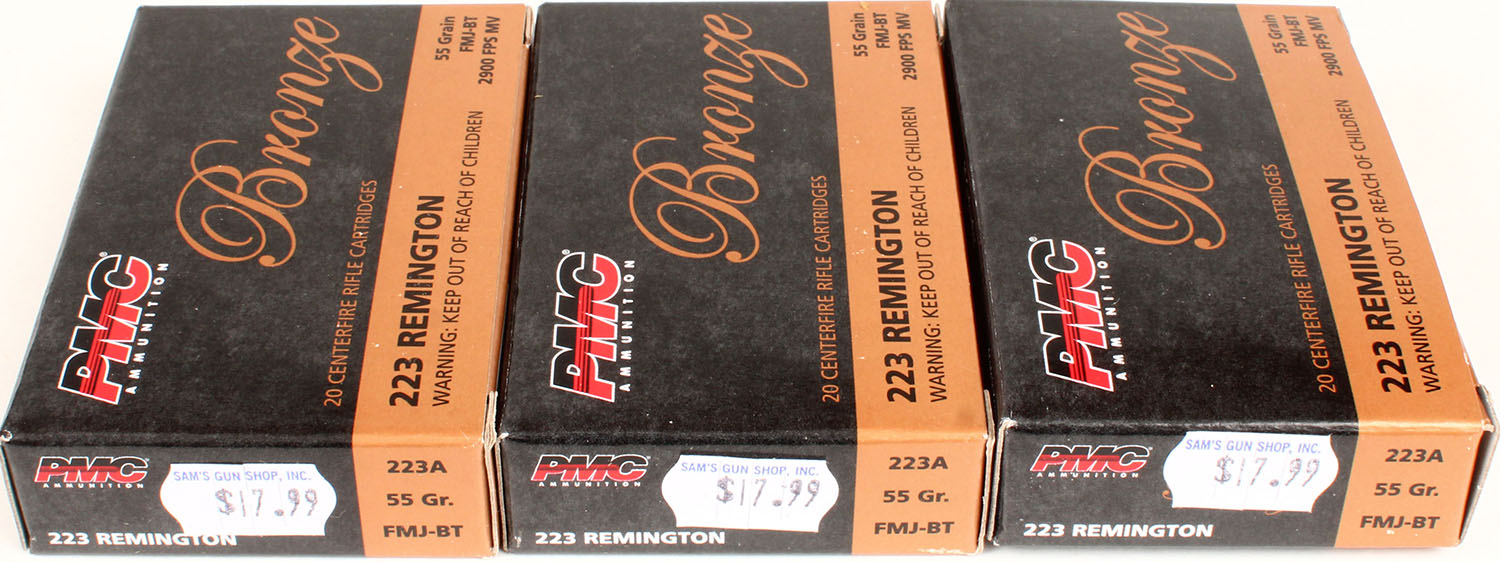 Bronze
PMC®
AMMUNITION
20 CENTERFIRE RIFLE CARTRIDGES
223 REMINGTON
WARNING: KEEP OUT OF REACH OF CHILDREN
55 Grain
FMJ-BT
2900 FPS MV
PMC®
AMMUNITION
SAM'S GUN SHOP, INC.
$17.99
223 REMINGTON
223A
55 Gr.
FMJ-BT
Bronze
PMC®
AMMUNITION
20 CENTERFIRE RIFLE CARTRIDGES
223 REMINGTON
WARNING: KEEP OUT OF REACH OF CHILDREN
55 Grain
FMJ-BT
2900 FPS MV
PMC®
AMMUNITION
SAM'S GUN SHOP, INC.
$17.99
223 REMINGTON
223A
55 Gr.
FMJ-BT
Bronze
PMC®
AMMUNITION
20 CENTERFIRE RIFLE CARTRIDGES
223 REMINGTON
WARNING: KEEP OUT OF REACH OF CHILDREN
55 Grain
FMJ-BT
2900 FPS MV
PMC®
AMMUNITION
SAM'S GUN SHOP, INC.
$17.99
223 REMINGTON
223A
55 Gr.
FMJ-BT